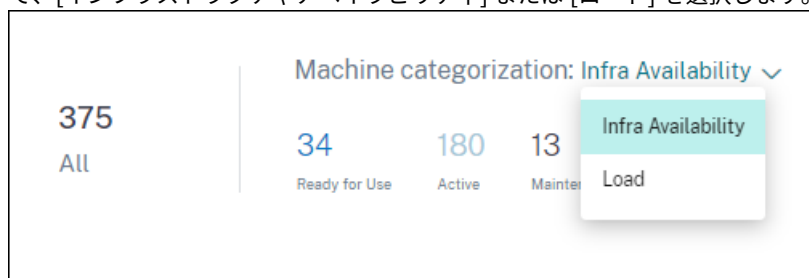 Machine categorization: Infra Availability
375
All
34
Ready for Use
180
Active
13
Infra Availability
Load